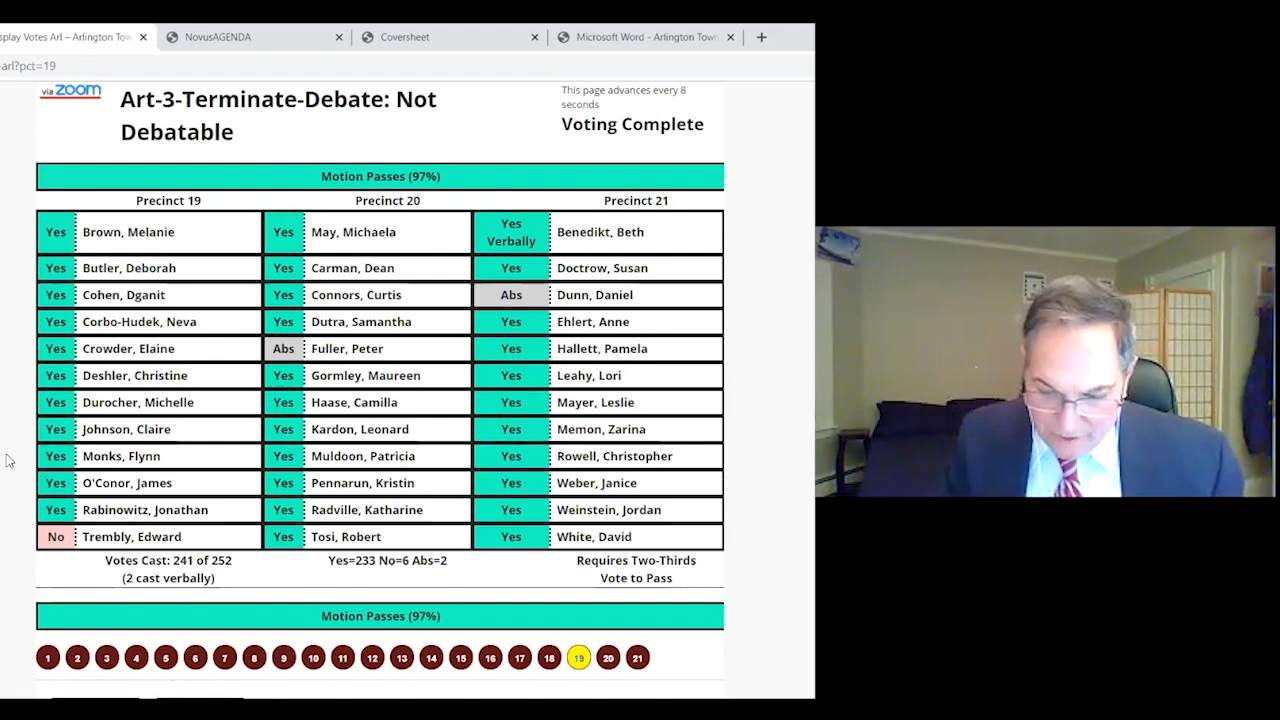 splay Votes Arl – Arlington Tow
NovusAGENDA
Coversheet
Microsoft Word - Arlington Town
-arl?pct=19
via zoom
Art-3-Terminate-Debate: Not
Debatable
This page advances every 8
seconds
Voting Complete
Motion Passes (97%)
Precinct 19 Precinct 20 Precinct 21
Yes Brown, Melanie Yes May, Michaela Yes Verbally Benedikt, Beth
Yes Butler, Deborah Yes Carman, Dean Yes Doctrow, Susan
Yes Cohen, Dganit Yes Connors, Curtis Abs Dunn, Daniel
Yes Corbo-Hudek, Neva Yes Dutra, Samantha Yes Ehlert, Anne
Yes Crowder, Elaine Abs Fuller, Peter Yes Hallett, Pamela
Yes Deshler, Christine Yes Gormley, Maureen Yes Leahy, Lori
Yes Durocher, Michelle Yes Haase, Camilla Yes Mayer, Leslie
Yes Johnson, Claire Yes Kardon, Leonard Yes Memon, Zarina
Yes Monks, Flynn Yes Muldoon, Patricia Yes Rowell, Christopher
Yes O'Conor, James Yes Pennarun, Kristin Yes Weber, Janice
Yes Rabinowitz, Jonathan Yes Radville, Katharine Yes Weinstein, Jordan
No Trembly, Edward Yes Tosi, Robert Yes White, David
Votes Cast: 241 of 252 Yes=233 No=6 Abs=2 Requires Two-Thirds
(2 cast verbally) Vote to Pass
Motion Passes (97%)
1 2 3 4 5 6 7 8 9 10 11 12 13 14 15 16 17 18 19 20 21